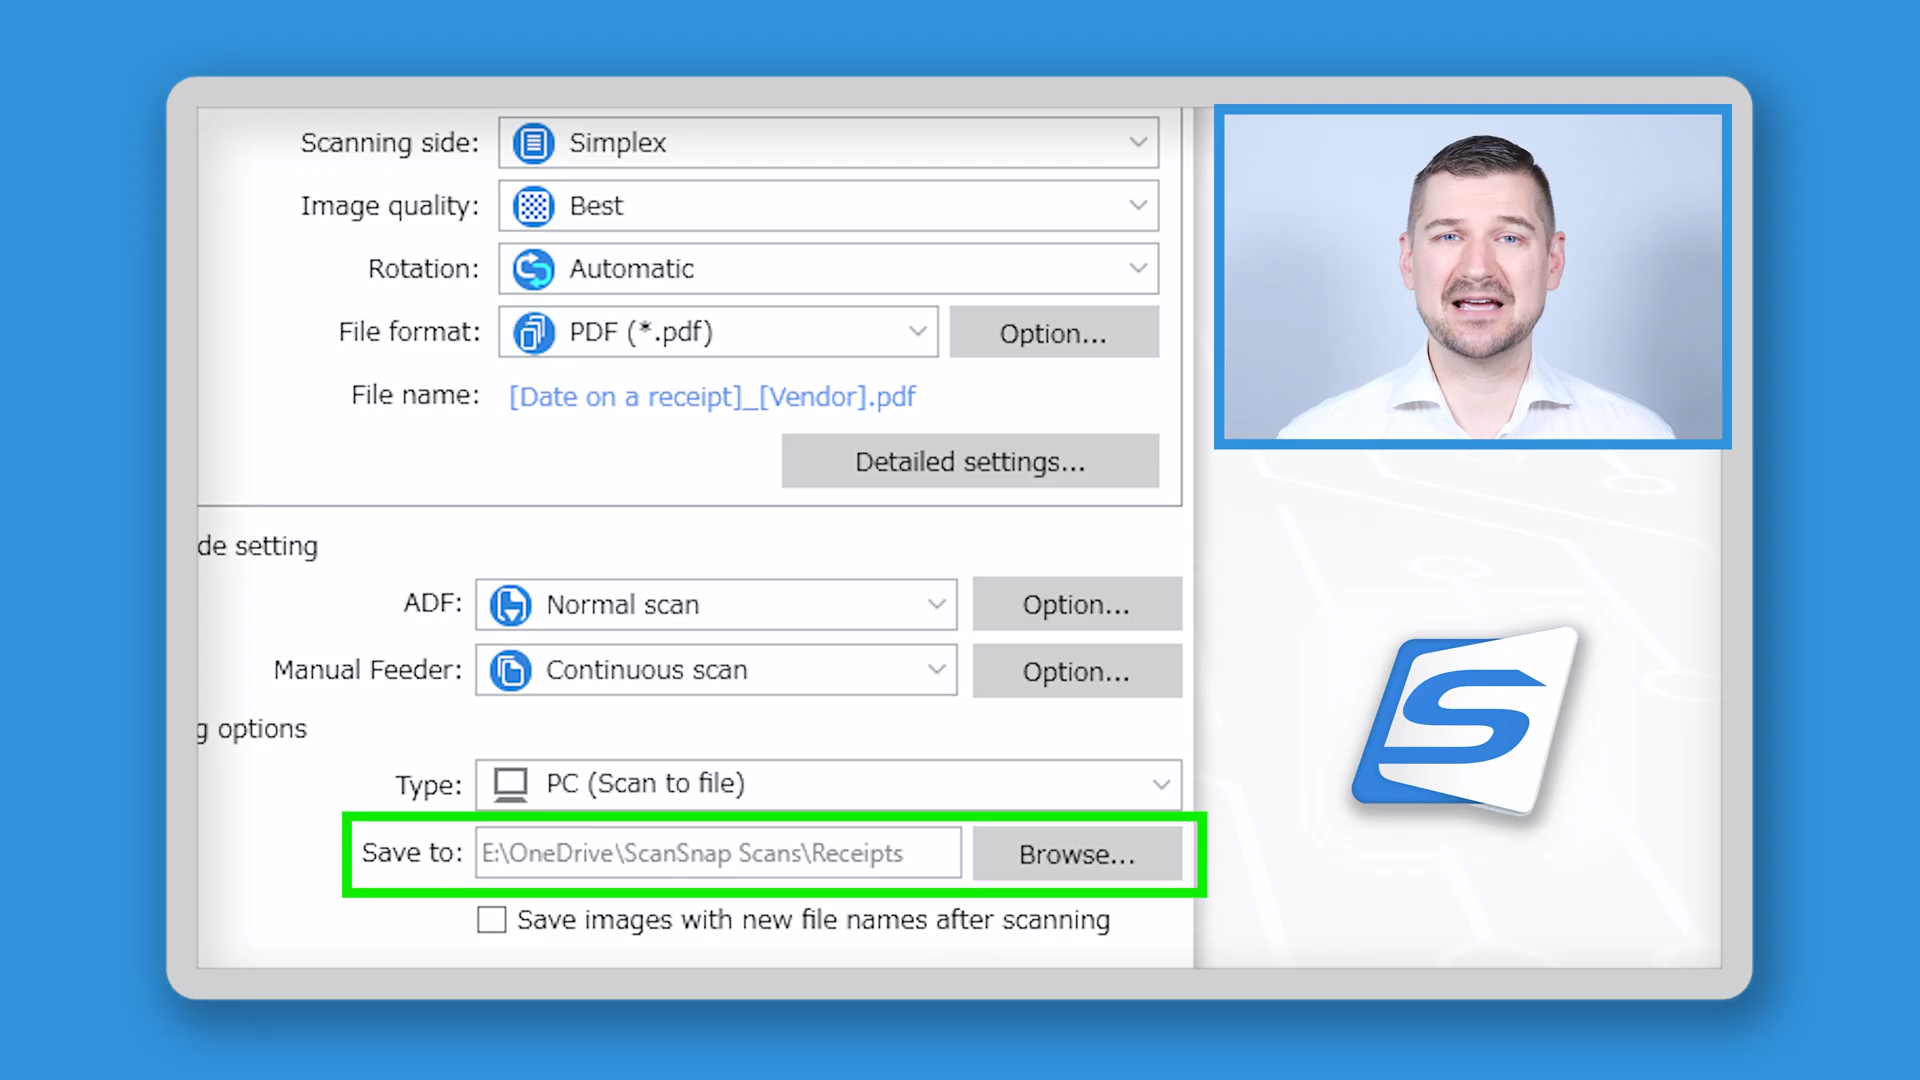 Scanning side: Simplex
Image quality: Best
Rotation: Automatic
File format: PDF (*.pdf) Option...
File name: [Date on a receipt]_[Vendor].pdf
Detailed settings...
de setting
ADF: Normal scan Option...
Manual Feeder: Continuous scan Option...
g options
Type: PC (Scan to file)
Save to: E:\OneDrive\ScanSnap Scans\Receipts Browse...
Save images with new file names after scanning
S